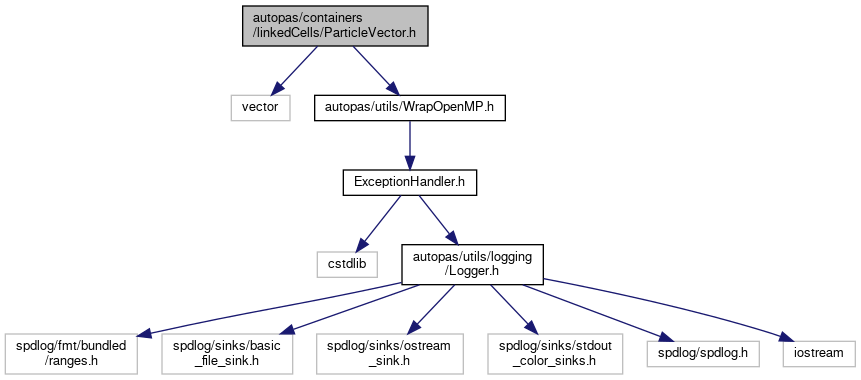 autopas/containers
/linkedCells/ParticleVector.h
vector
autopas/utils/WrapOpenMP.h
ExceptionHandler.h
cstdlib
autopas/utils/logging
/Logger.h
spdlog/fmt/bundled
/ranges.h
spdlog/sinks/basic
_file_sink.h
spdlog/sinks/ostream
_sink.h
spdlog/sinks/stdout
_color_sinks.h
spdlog/spdlog.h
iostream